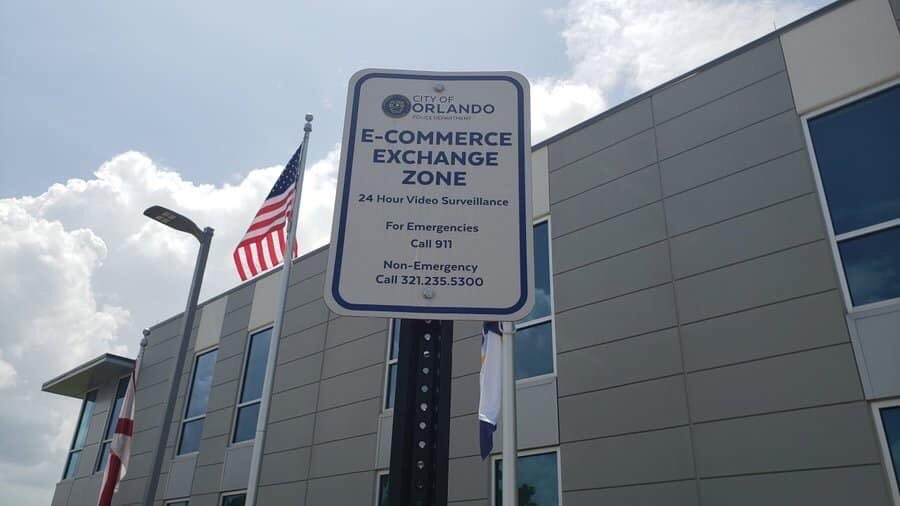 CITY OF
ORLANDO
POLICE DEPARTMENT
E-COMMERCE
EXCHANGE
ZONE
24 Hour Video Surveillance
For Emergencies
Call 911
Non-Emergency
Call 321.235.5300